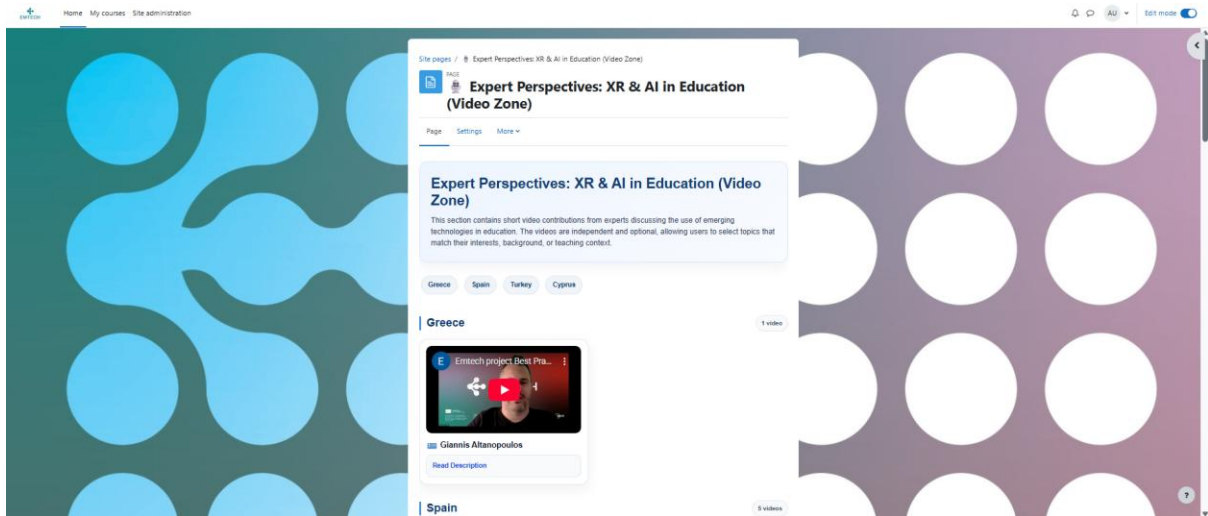 EMTECH
Home My courses Site administration
AU
Edit mode
Site pages / Expert Perspectives: XR & AI in Education (Video Zone)
PAGE
Expert Perspectives: XR & AI in Education
(Video Zone)
Page Settings More
Expert Perspectives: XR & AI in Education (Video
Zone)
This section contains short video contributions from experts discussing the use of emerging
technologies in education. The videos are independent and optional, allowing users to select topics that
match their interests, background, or teaching context.
Greece Spain Turkey Cyprus
Greece 1 video
E Emtech project Best Pra...
Giannis Altanopoulos
Read Description
Spain 5 videos
?